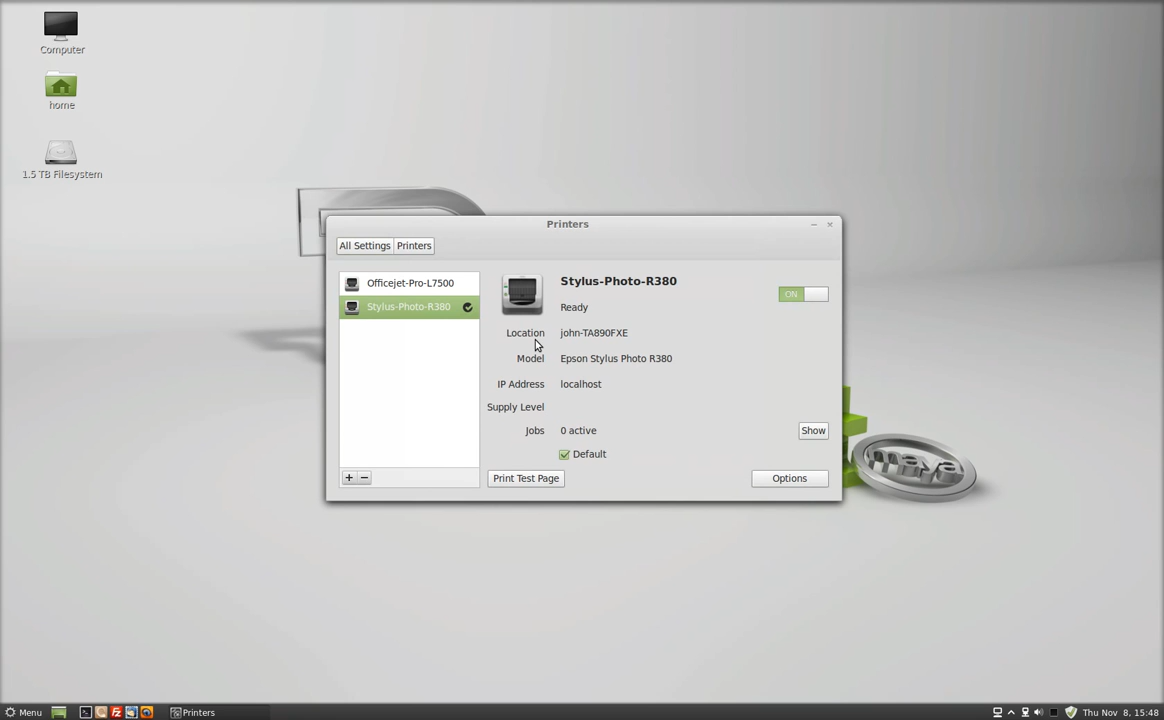 Computer
home
1.5 TB Filesystem
Printers
All Settings Printers
Officejet-Pro-L7500
Stylus-Photo-R380
Stylus-Photo-R380
Ready
ON
Location john-TA890FXE
Model Epson Stylus Photo R380
IP Address localhost
Supply Level
Jobs 0 active Show
Default
+ −
Print Test Page Options
maya
Menu Printers Thu Nov 8, 15:48